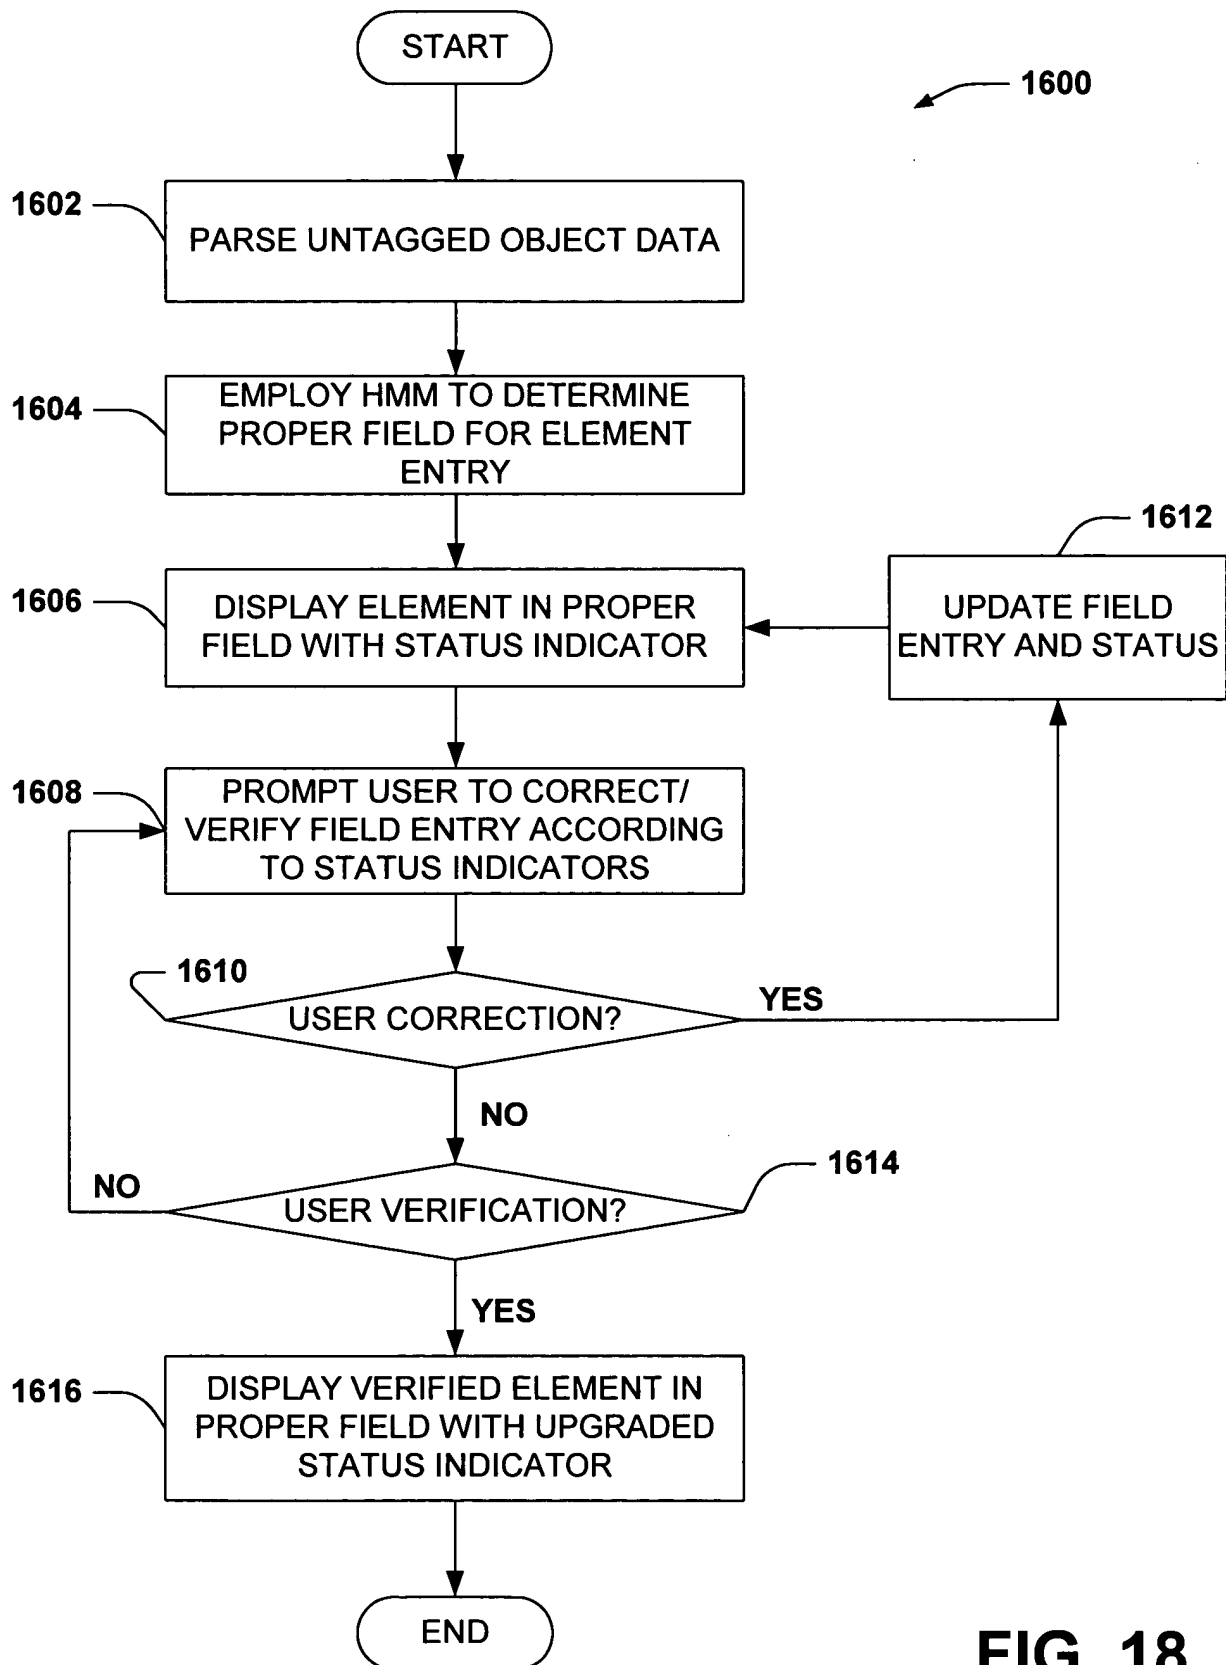 START
1600
1602
PARSE UNTAGGED OBJECT DATA
1604
EMPLOY HMM TO DETERMINE
PROPER FIELD FOR ELEMENT
ENTRY
1612
1606
DISPLAY ELEMENT IN PROPER
FIELD WITH STATUS INDICATOR
UPDATE FIELD
ENTRY AND STATUS
1608
PROMPT USER TO CORRECT/
VERIFY FIELD ENTRY ACCORDING
TO STATUS INDICATORS
1610
USER CORRECTION?
YES
NO
1614
NO
USER VERIFICATION?
YES
1616
DISPLAY VERIFIED ELEMENT IN
PROPER FIELD WITH UPGRADED
STATUS INDICATOR
END
FIG. 18